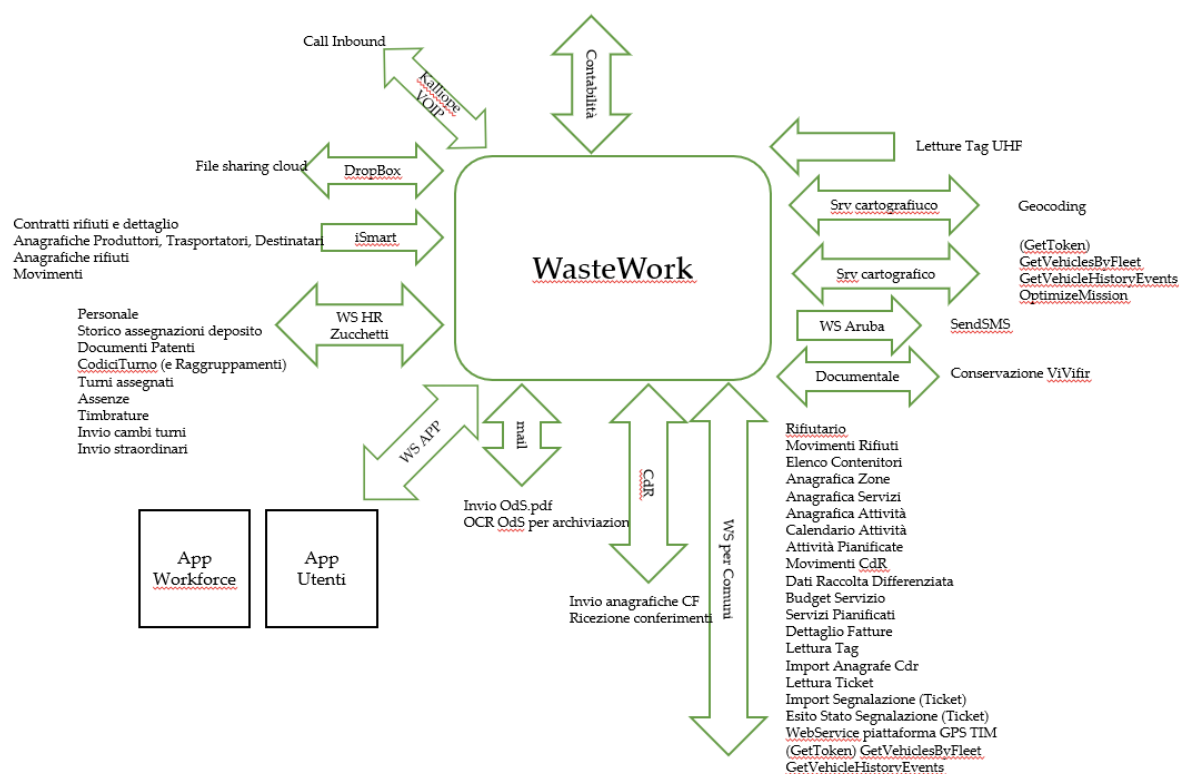 Call Inbound
Kalliope
VOIP
Contabilità
File sharing cloud
DropBox
Contratti rifiuti e dettaglio
Anagrafiche Produttori, Trasportatori, Destinatari
Anagrafiche rifiuti
Movimenti
iSmart
Personale
Storico assegnazioni deposito
Documenti Patenti
CodiciTurno (e Raggruppamenti)
Turni assegnati
Assenze
Timbrature
Invio cambi turni
Invio straordinari
WS HR
Zucchetti
WasteWork
Letture Tag UHF
Srv cartografiuco
Geocoding
Srv cartografico
(GetToken)
GetVehiclesByFleet
GetVehicleHistoryEvents
OptimizeMission
WS Aruba
SendSMS
Documentale
Conservazione ViVifir
WS APP
App
Workforce
App
Utenti
mail
Invio OdS.pdf
OCR OdS per archiviazion
CdR
Invio anagrafiche CF
Ricezione conferimenti
WS per Comuni
Rifiutario
Movimenti Rifiuti
Elenco Contenitori
Anagrafica Zone
Anagrafica Servizi
Anagrafica Attività
Calendario Attività
Attività Pianificate
Movimenti CdR
Dati Raccolta Differenziata
Budget Servizio
Servizi Pianificati
Dettaglio Fatture
Lettura Tag
Import Anagrafe Cdr
Lettura Ticket
Import Segnalazione (Ticket)
Esito Stato Segnalazione (Ticket)
WebService piattaforma GPS TIM
(GetToken) GetVehiclesByFleet
GetVehicleHistoryEvents